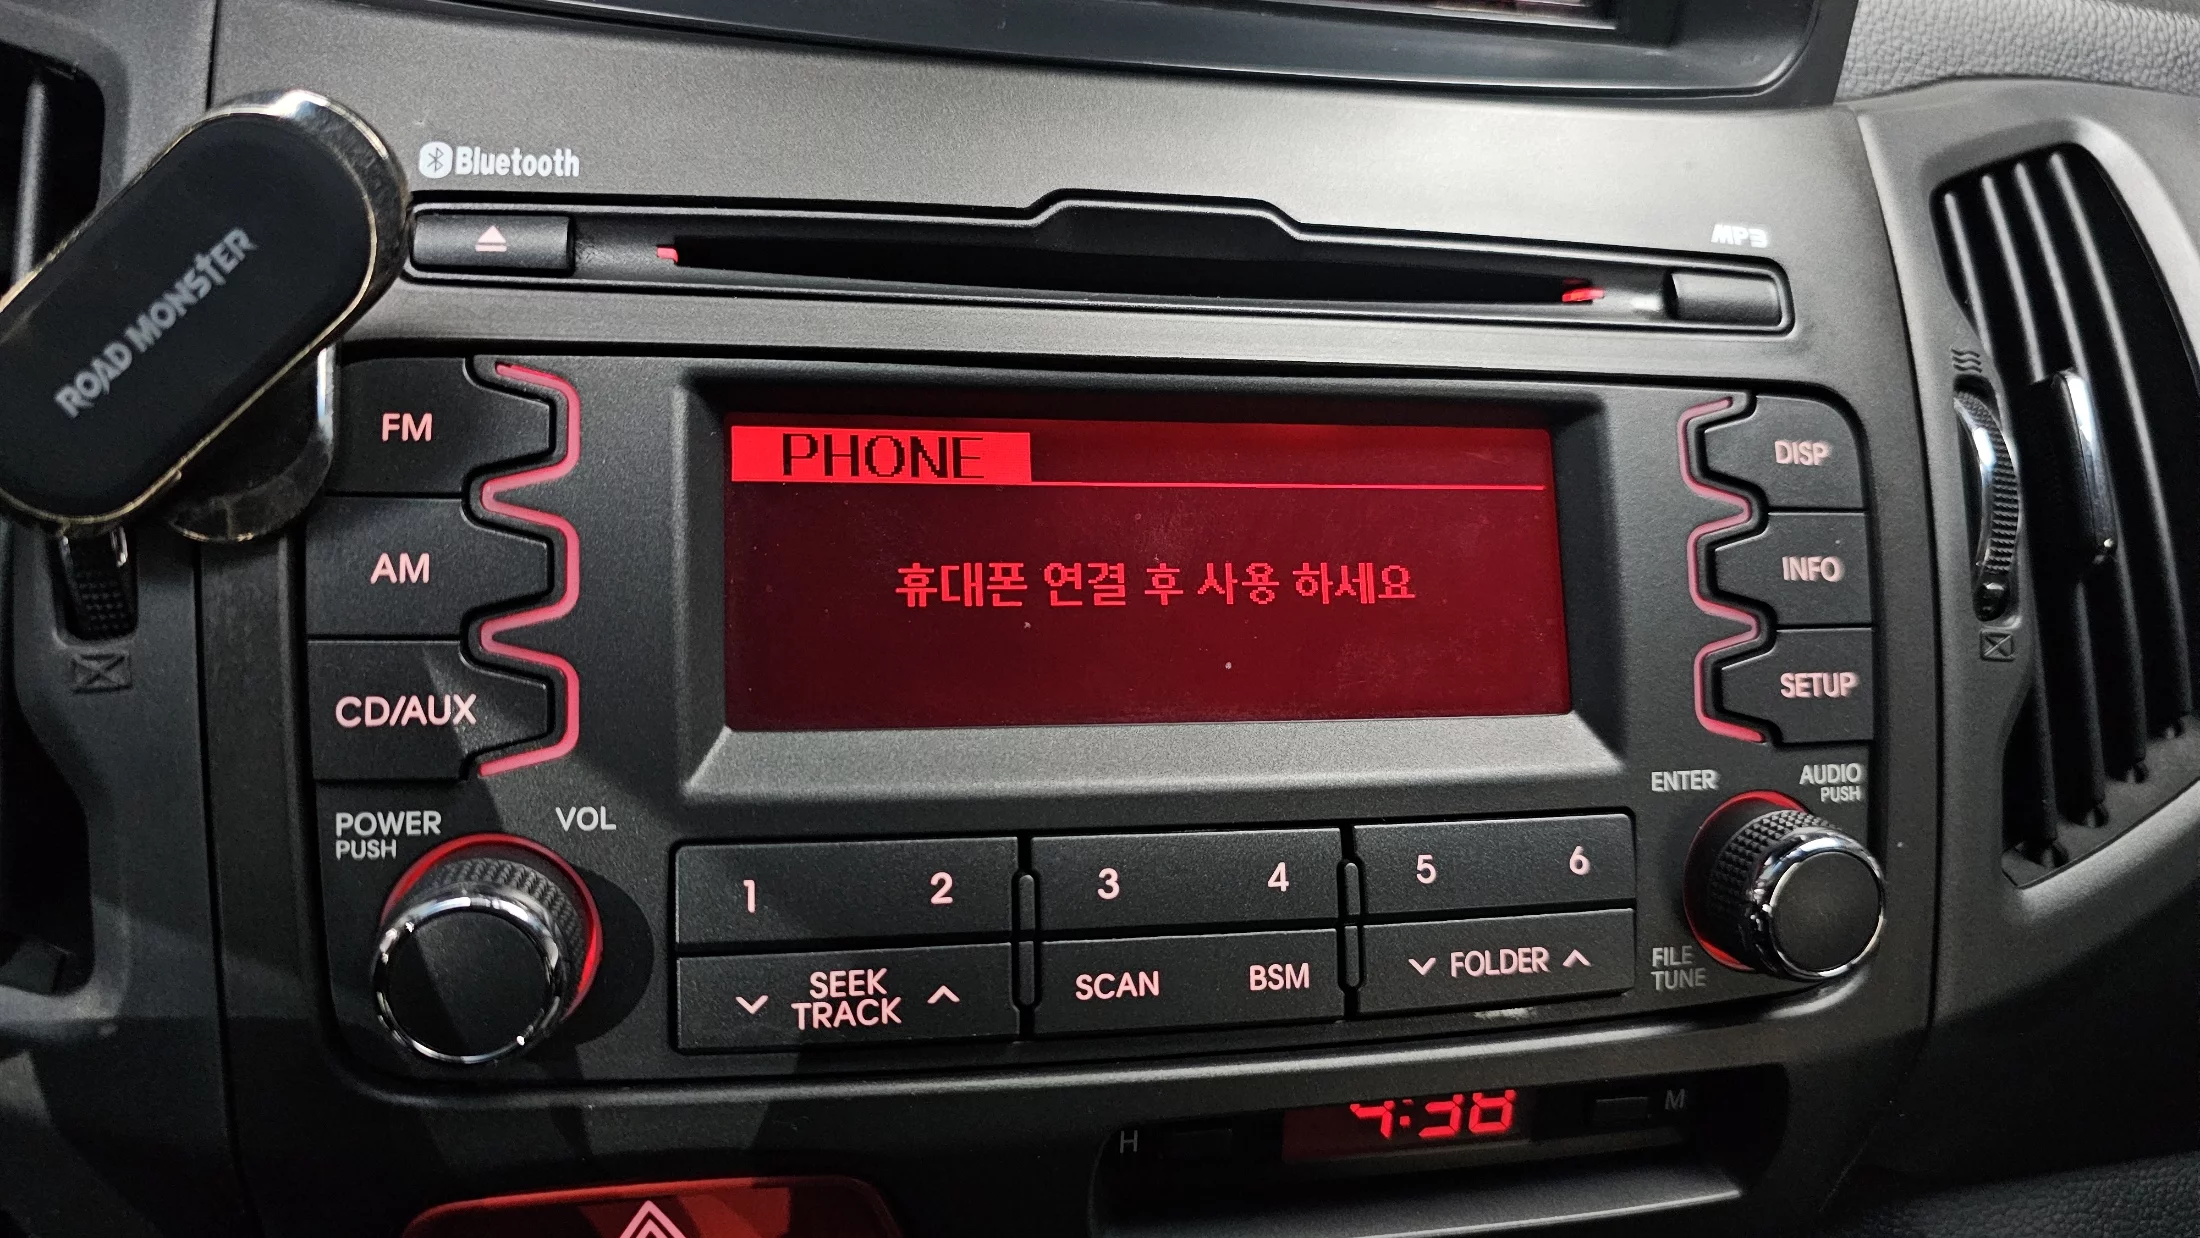 Bluetooth
MP3
ROAD MONSTER
FM
AM
CD/AUX
PHONE
휴대폰 연결 후 사용 하세요
DISP
INFO
SETUP
POWER
PUSH
VOL
ENTER
AUDIO
PUSH
1 2 3 4 5 6
SEEK
TRACK
SCAN
BSM
FOLDER
FILE
TUNE
H
4:38
M